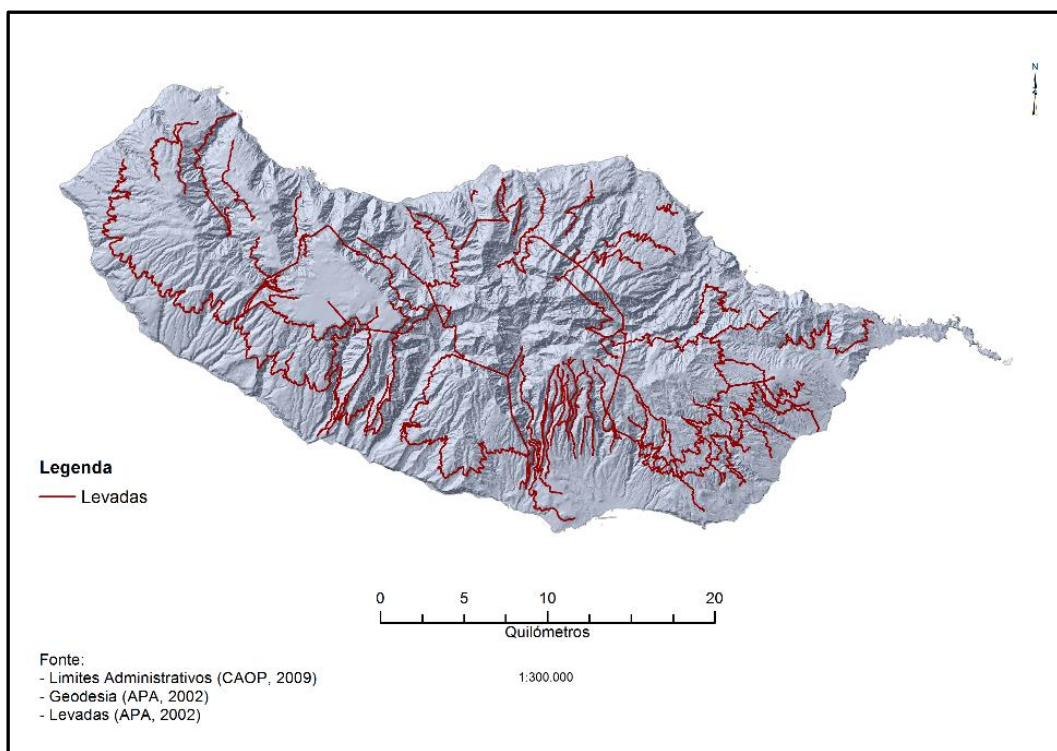 N
Legenda
Levadas
0 5 10 20
Quilómetros
Fonte:
- Limites Administrativos (CAOP, 2009)
- Geodesia (APA, 2002)
- Levadas (APA, 2002)
1:300.000